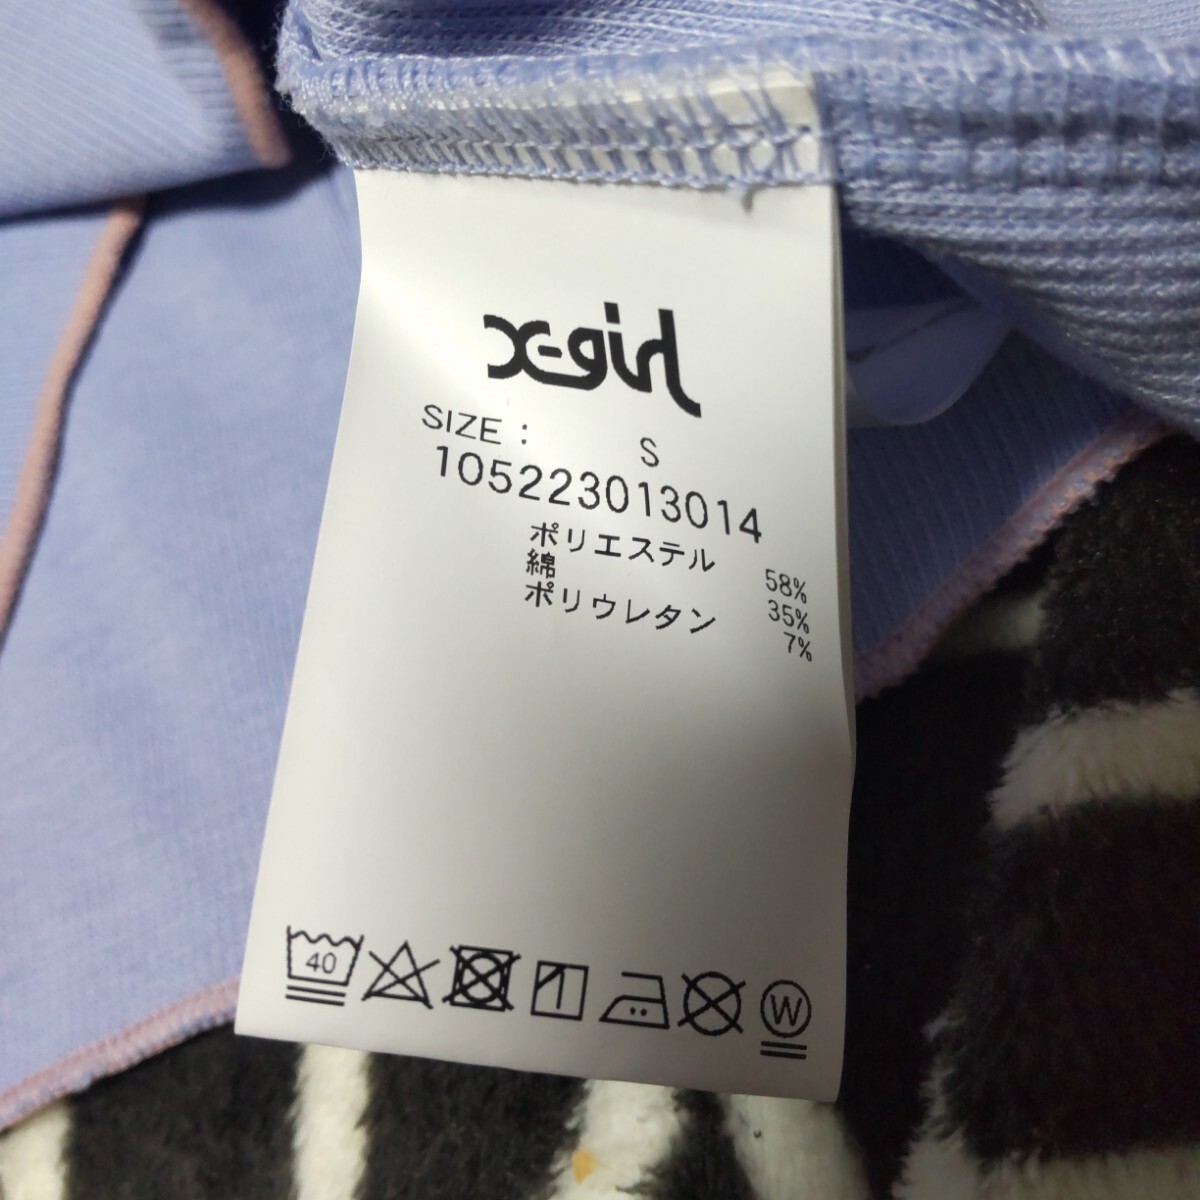 X-girl
SIZE : S
105223013014
ポリエステル 58%
綿 35%
ポリウレタン 7%
40
W